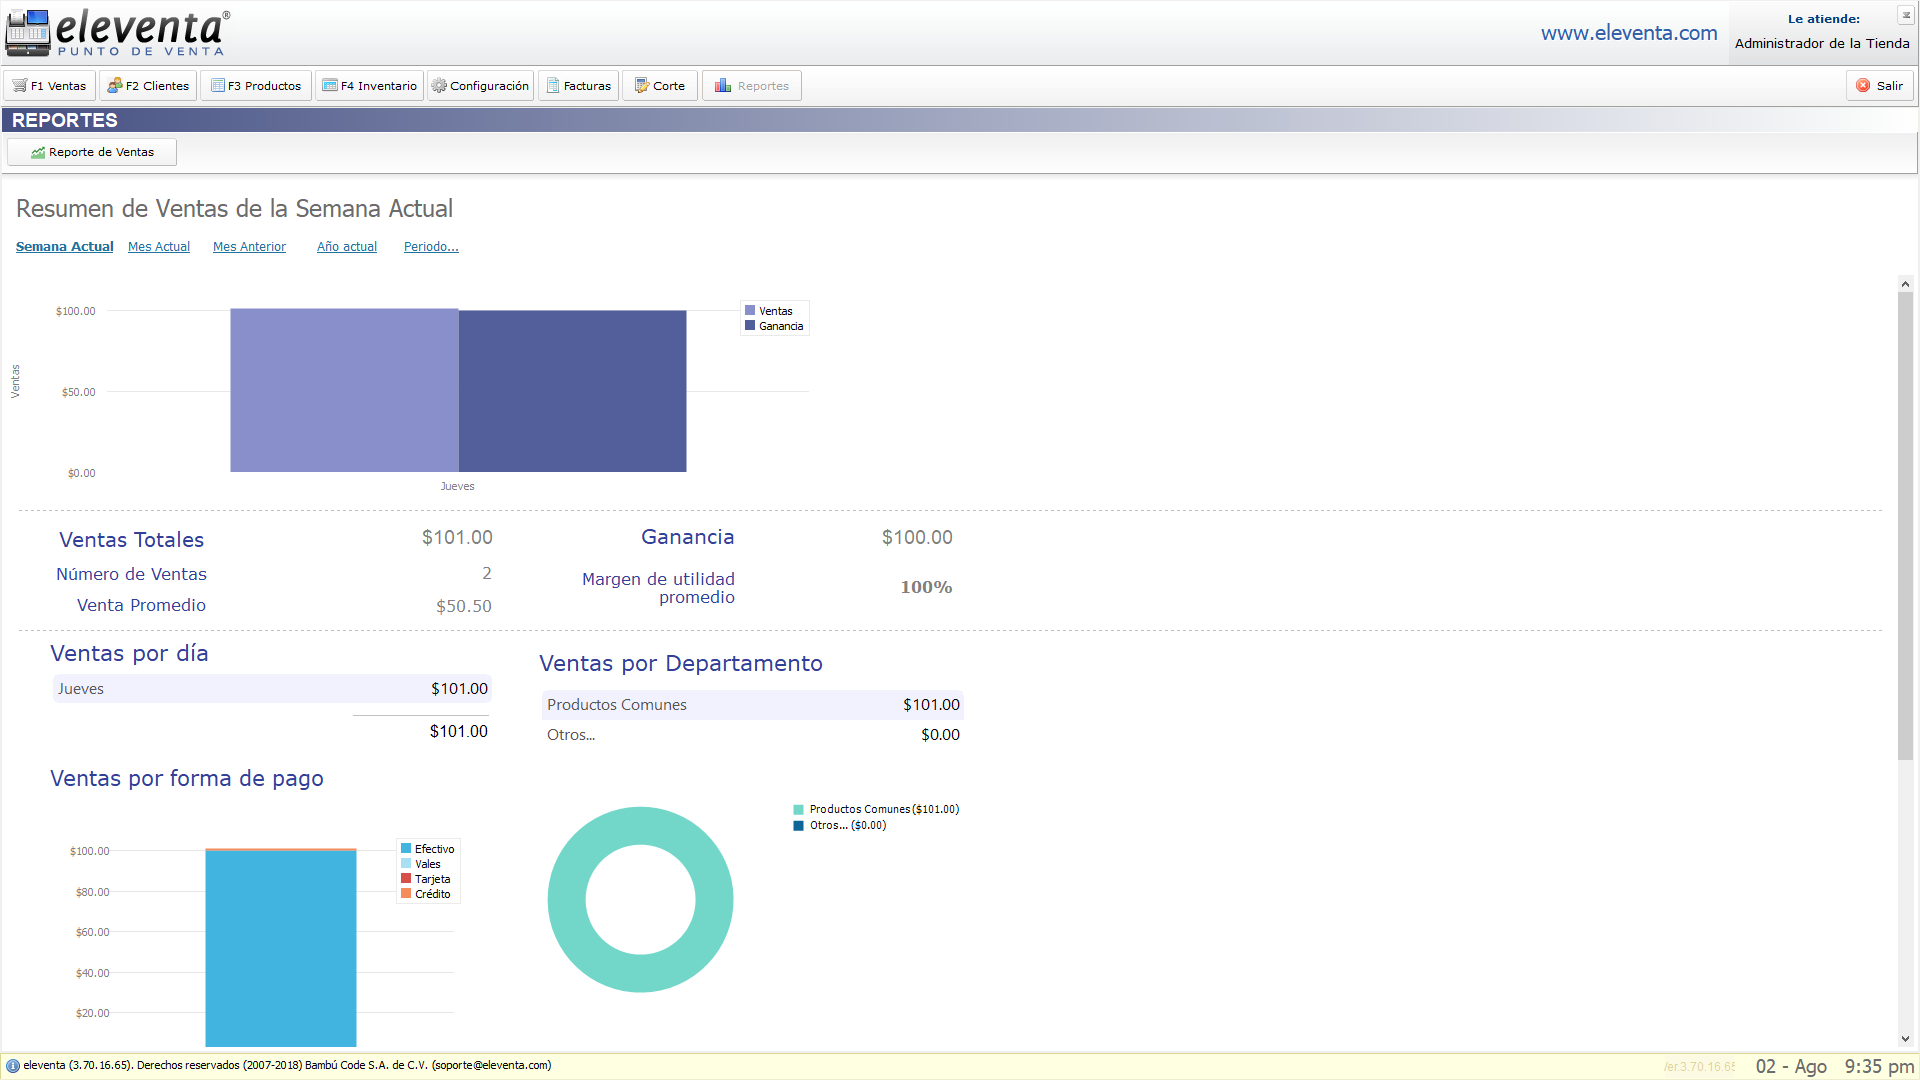 eleventa®
PUNTO DE VENTA
www.eleventa.com
Le atiende:
Administrador de la Tienda
F1 Ventas
F2 Clientes
F3 Productos
F4 Inventario
Configuración
Facturas
Corte
Reportes
Salir
REPORTES
Reporte de Ventas
Resumen de Ventas de la Semana Actual
Semana Actual
Mes Actual
Mes Anterior
Año actual
Periodo...
Ventas
$100.00
$50.00
$0.00
Jueves
Ventas
Ganancia
Ventas Totales
$101.00
Número de Ventas
2
Venta Promedio
$50.50
Ganancia
$100.00
Margen de utilidad
promedio
100%
Ventas por día
Jueves
$101.00
$101.00
Ventas por Departamento
Productos Comunes
$101.00
Otros...
$0.00
Ventas por forma de pago
$100.00
$80.00
$60.00
$40.00
$20.00
Efectivo
Vales
Tarjeta
Crédito
Productos Comunes ($101.00)
Otros... ($0.00)
eleventa (3.70.16.65). Derechos reservados (2007-2018) Bambú Code S.A. de C.V. (soporte@eleventa.com)
02 - Ago
9:35 pm